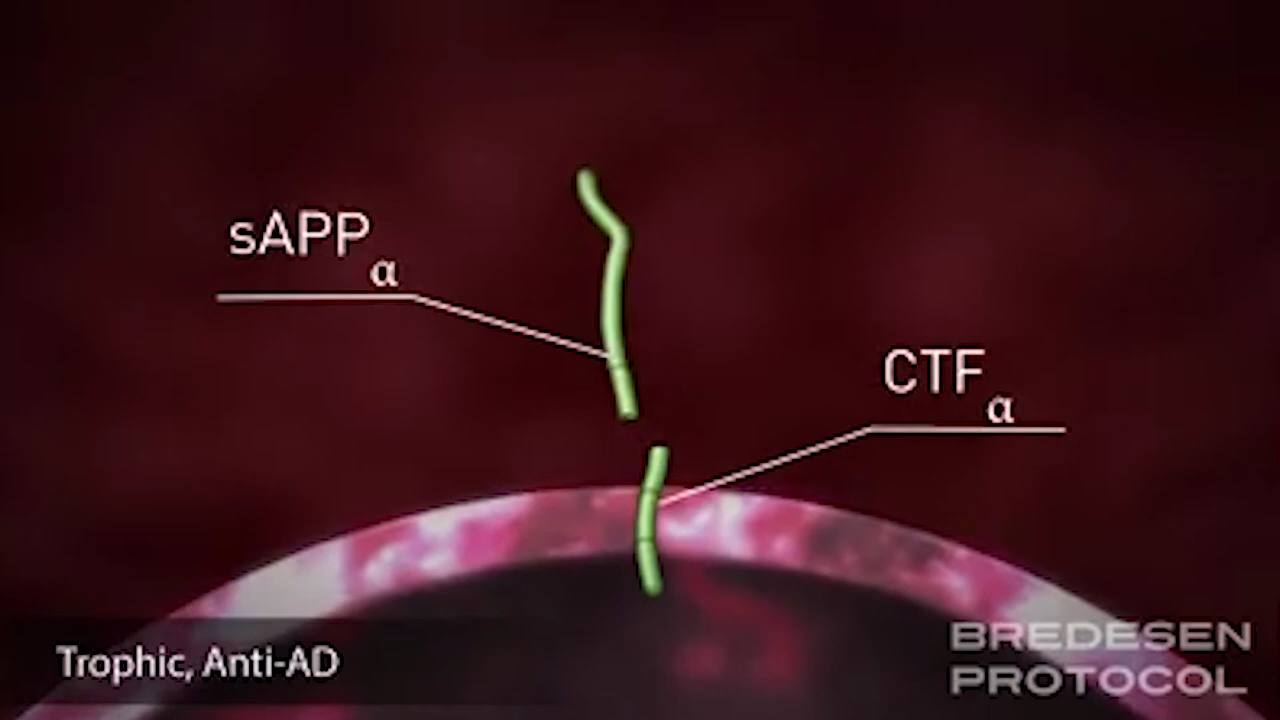 sAPPα
CTFα
Trophic, Anti-AD
BREDESEN
PROTOCOL